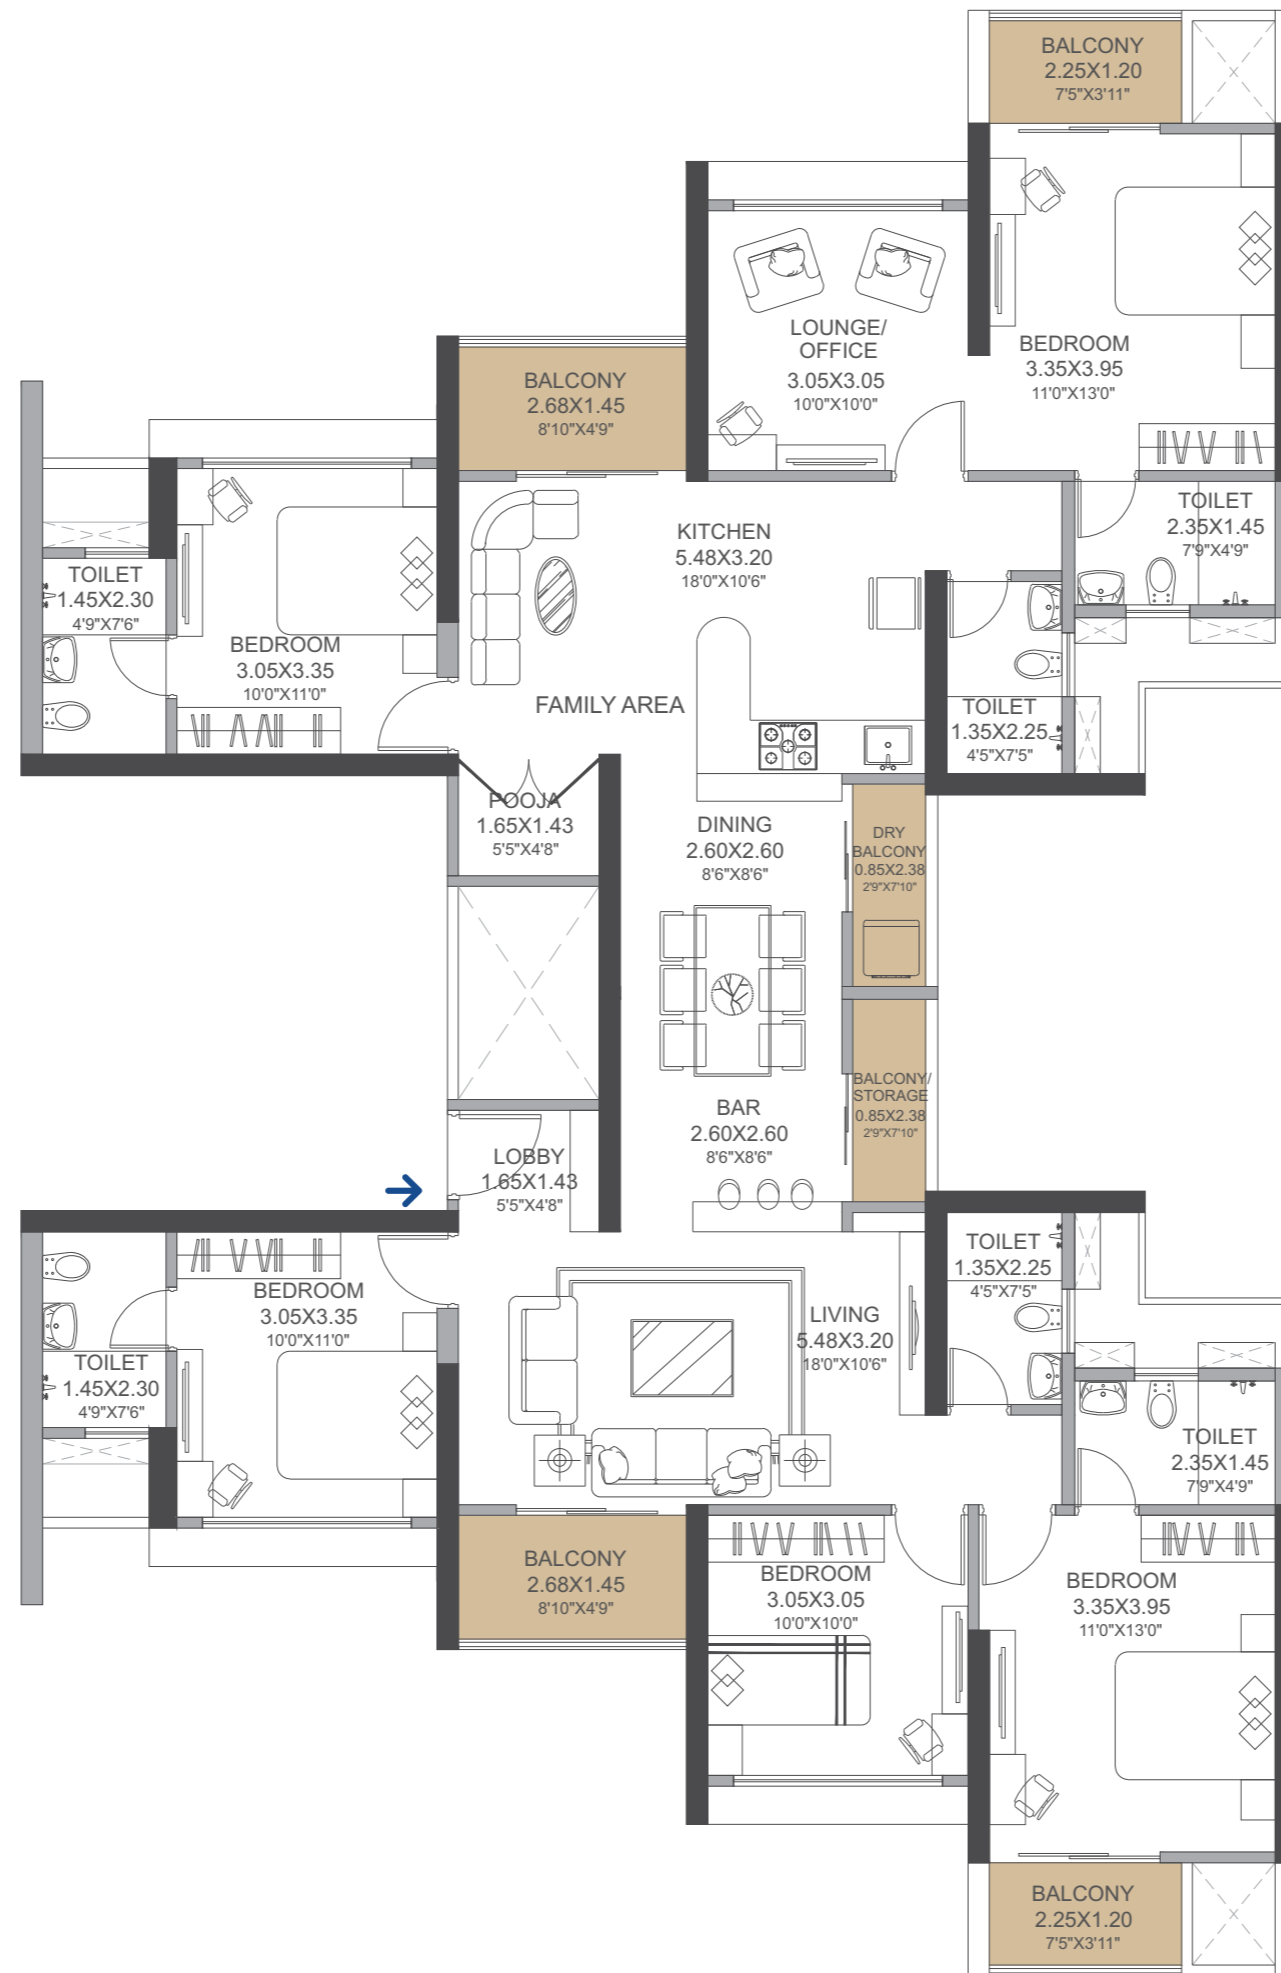 BALCONY
2.25X1.20
7'5"X3'11"
LOUNGE/
OFFICE
3.05X3.05
10'0"X10'0"
BEDROOM
3.35X3.95
11'0"X13'0"
BALCONY
2.68X1.45
8'10"X4'9"
TOILET
2.35X1.45
7'9"X4'9"
KITCHEN
5.48X3.20
18'0"X10'6"
TOILET
1.45X2.30
4'9"X7'6"
BEDROOM
3.05X3.35
10'0"X11'0"
FAMILY AREA
TOILET
1.35X2.25
4'5"X7'5"
POOJA
1.65X1.43
5'5"X4'8"
DINING
2.60X2.60
8'6"X8'6"
DRY
BALCONY
0.85X2.38
2'9"X7'10"
BALCONY/
STORAGE
0.85X2.38
2'9"X7'10"
BAR
2.60X2.60
8'6"X8'6"
LOBBY
1.65X1.43
5'5"X4'8"
TOILET
1.35X2.25
4'5"X7'5"
BEDROOM
3.05X3.35
10'0"X11'0"
LIVING
5.48X3.20
18'0"X10'6"
TOILET
1.45X2.30
4'9"X7'6"
TOILET
2.35X1.45
7'9"X4'9"
BALCONY
2.68X1.45
8'10"X4'9"
BEDROOM
3.05X3.05
10'0"X10'0"
BEDROOM
3.35X3.95
11'0"X13'0"
BALCONY
2.25X1.20
7'5"X3'11"